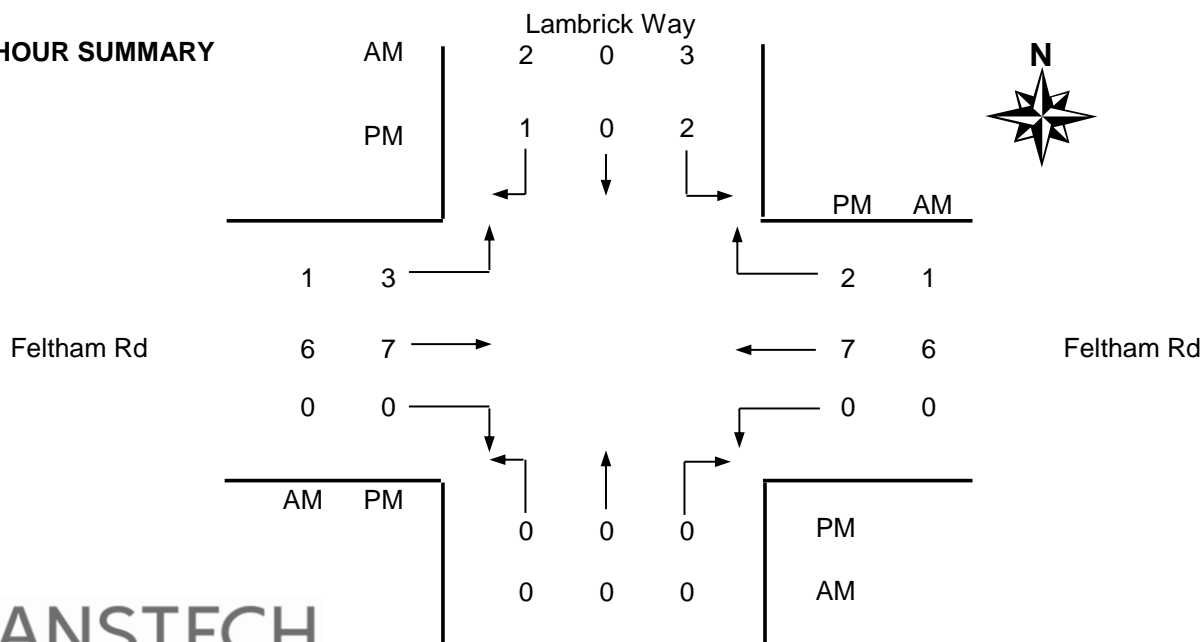 Lambrick Way
HOUR SUMMARY AM 2 0 3 N
PM 1 0 2
PM AM
1 3 2 1
Feltham Rd 6 7 7 6 Feltham Rd
0 0 0 0
AM PM
0 0 0 PM
0 0 0 AM
ANSTECH